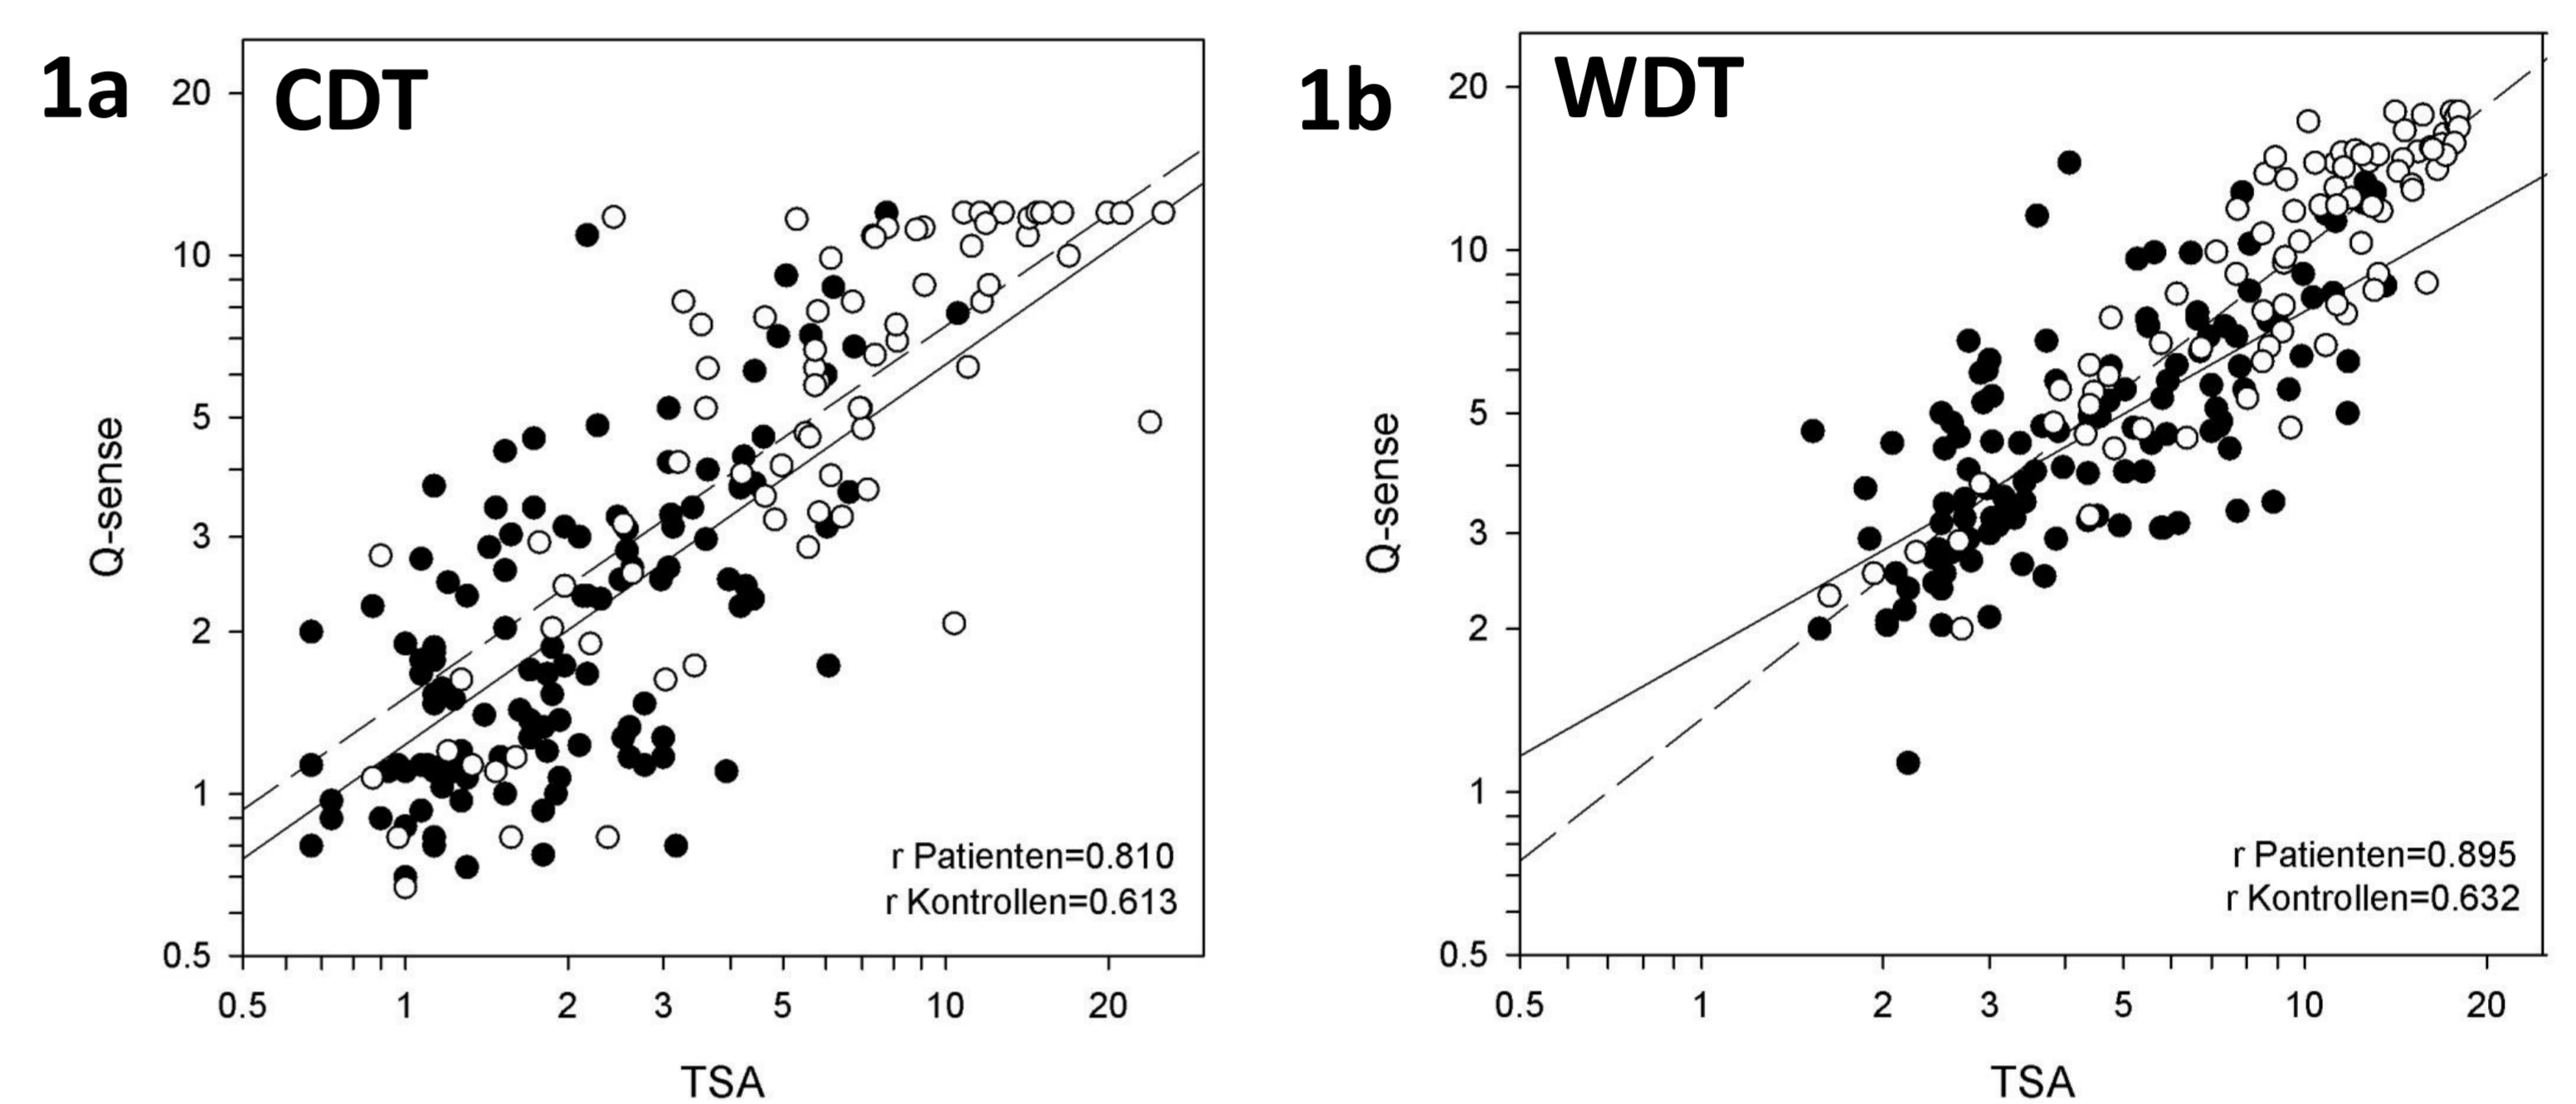 1a
CDT
20
10
5
3
2
1
0.5
Q-sense
r Patienten=0.810
r Kontrollen=0.613
0.5 1 2 3 5 10 20
TSA
1b
WDT
20
10
5
3
2
1
0.5
Q-sense
r Patienten=0.895
r Kontrollen=0.632
0.5 1 2 3 5 10 20
TSA